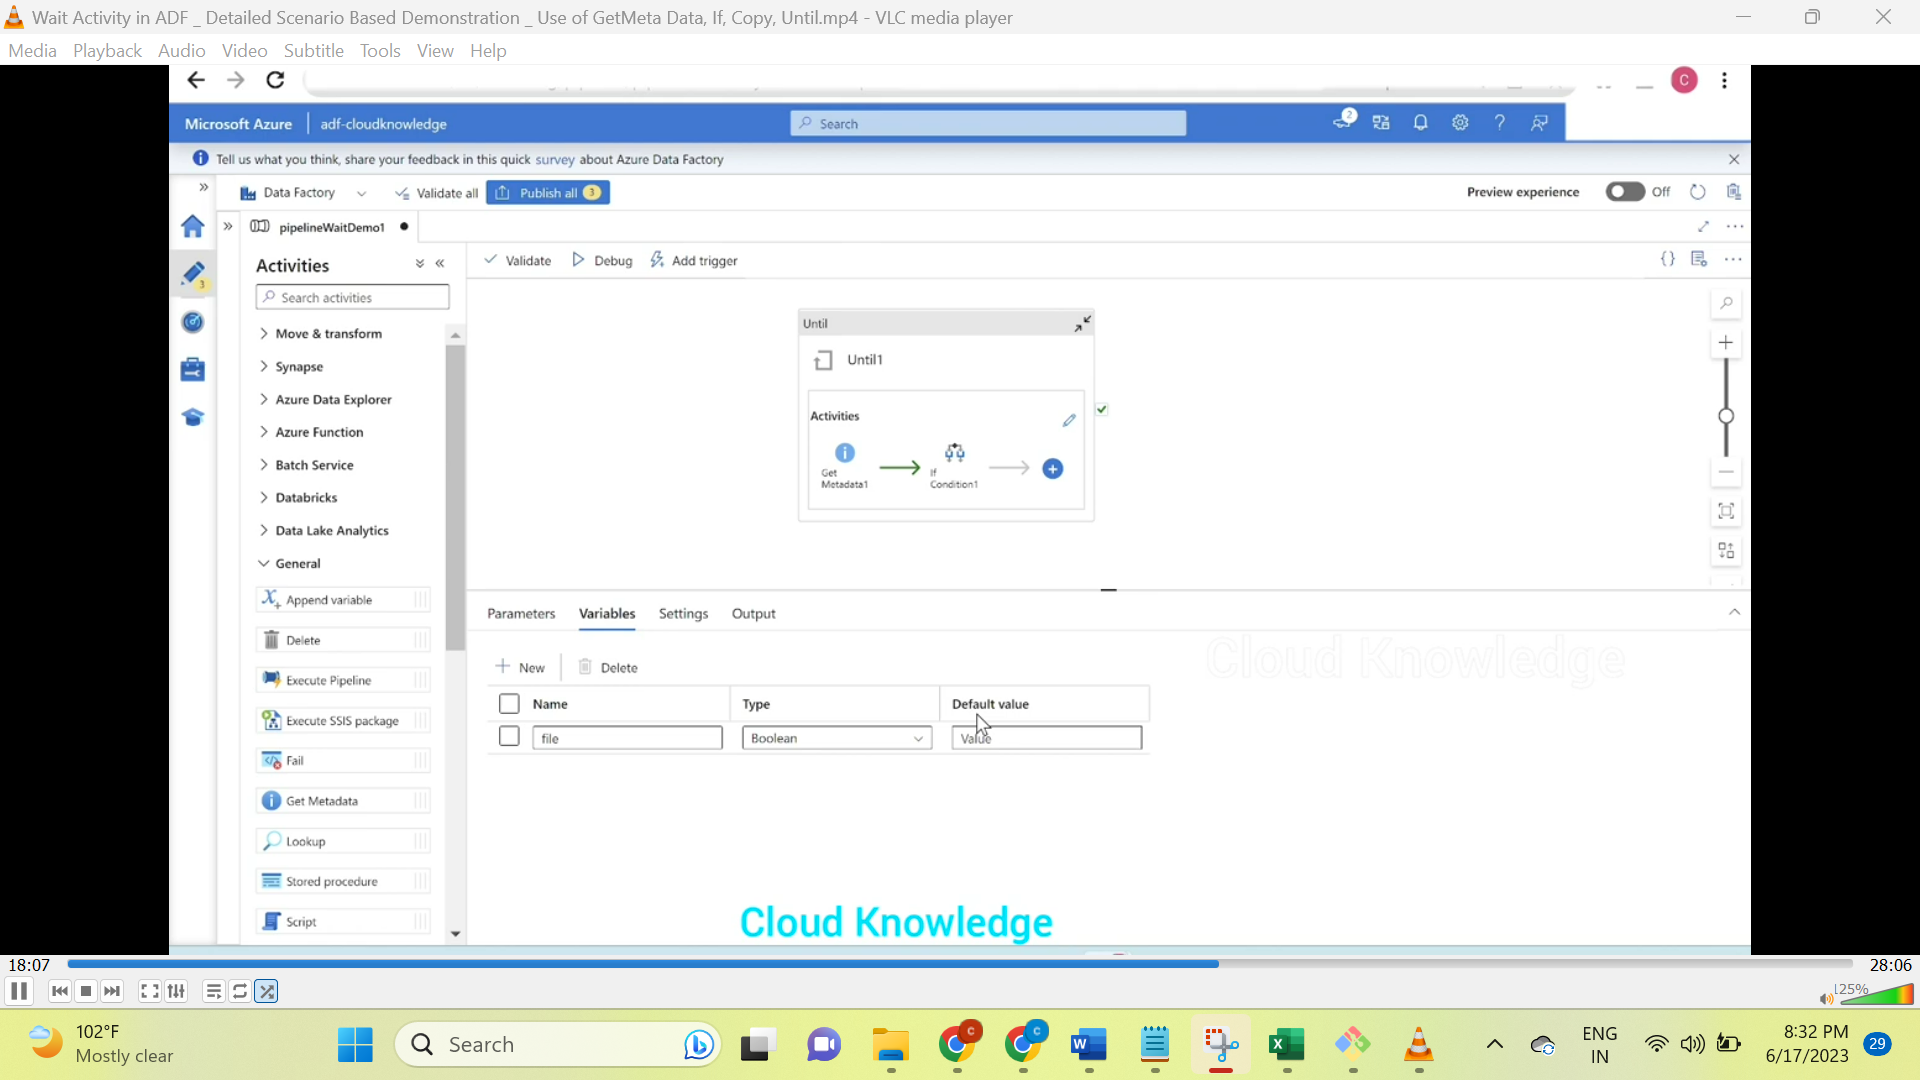 Wait Activity in ADF _ Detailed Scenario Based Demonstration _ Use of GetMeta Data, If, Copy, Until.mp4 - VLC media player
Media Playback Audio Video Subtitle Tools View Help
C
Microsoft Azure adf-cloudknowledge Search 2
Tell us what you think, share your feedback in this quick survey about Azure Data Factory
Data Factory Validate all Publish all 3 Preview experience Off
pipelineWaitDemo1
Activities
3
Validate Debug Add trigger
Search activities
Move & transform
Synapse
Azure Data Explorer
Azure Function
Batch Service
Databricks
Data Lake Analytics
General
Append variable
Delete
Execute Pipeline
Execute SSIS package
Fail
Get Metadata
Lookup
Stored procedure
Script
Until
Until1
Activities
Get Metadata1
If Condition1
Parameters Variables Settings Output
Cloud Knowledge
New Delete
Name Type Default value
file Boolean Value
Cloud Knowledge
18:07 28:06
125%
102°F
Mostly clear
Search
C C
ENG
IN
8:32 PM
6/17/2023
29